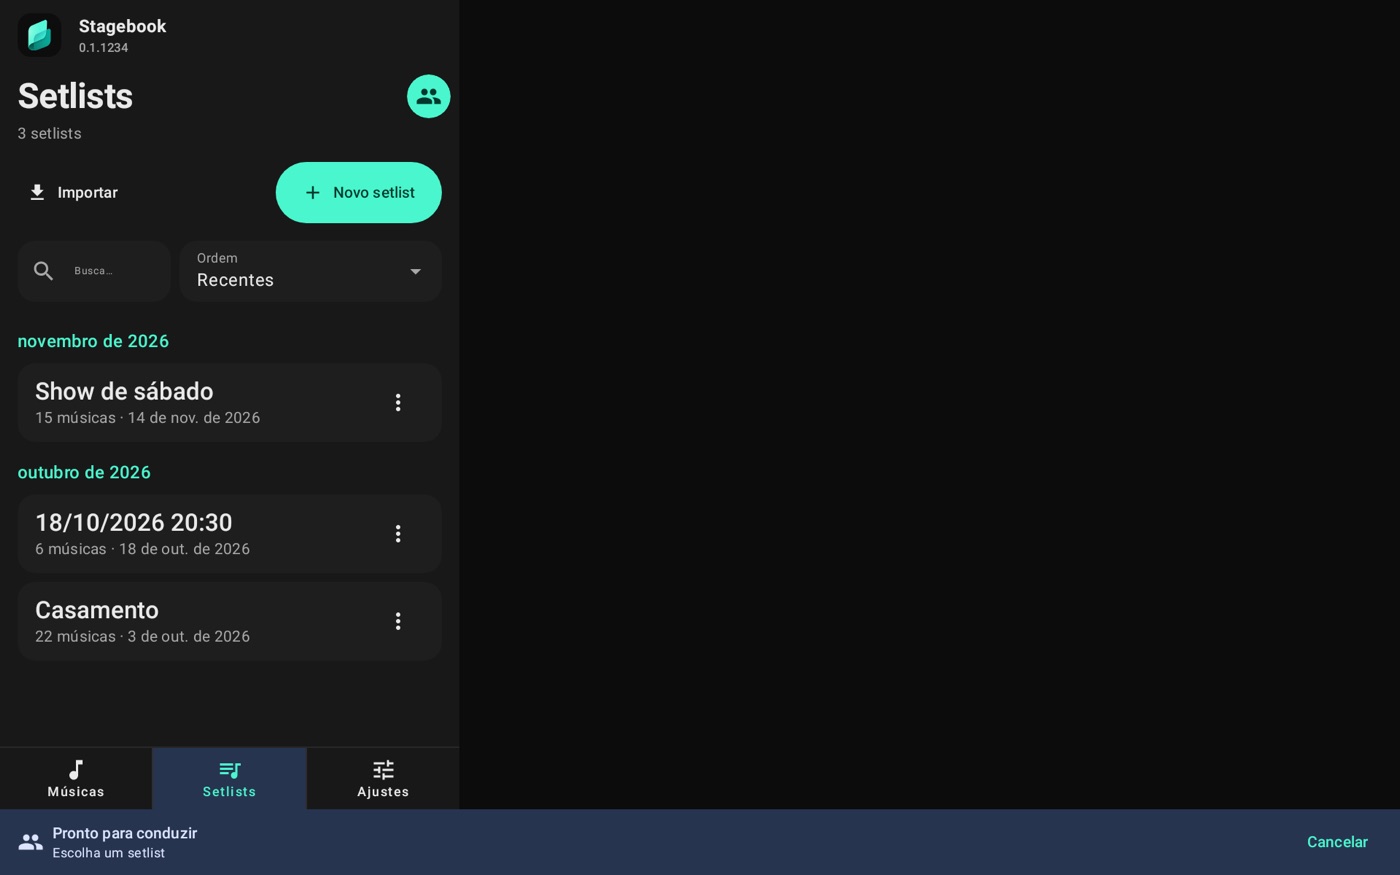 Stagebook
0.1.1234
Setlists
3 setlists
Importar
Novo setlist
Busca…
Ordem
Recentes
novembro de 2026
Show de sábado
15 músicas · 14 de nov. de 2026
outubro de 2026
18/10/2026 20:30
6 músicas · 18 de out. de 2026
Casamento
22 músicas · 3 de out. de 2026
Músicas
Setlists
Ajustes
Pronto para conduzir
Escolha um setlist
Cancelar